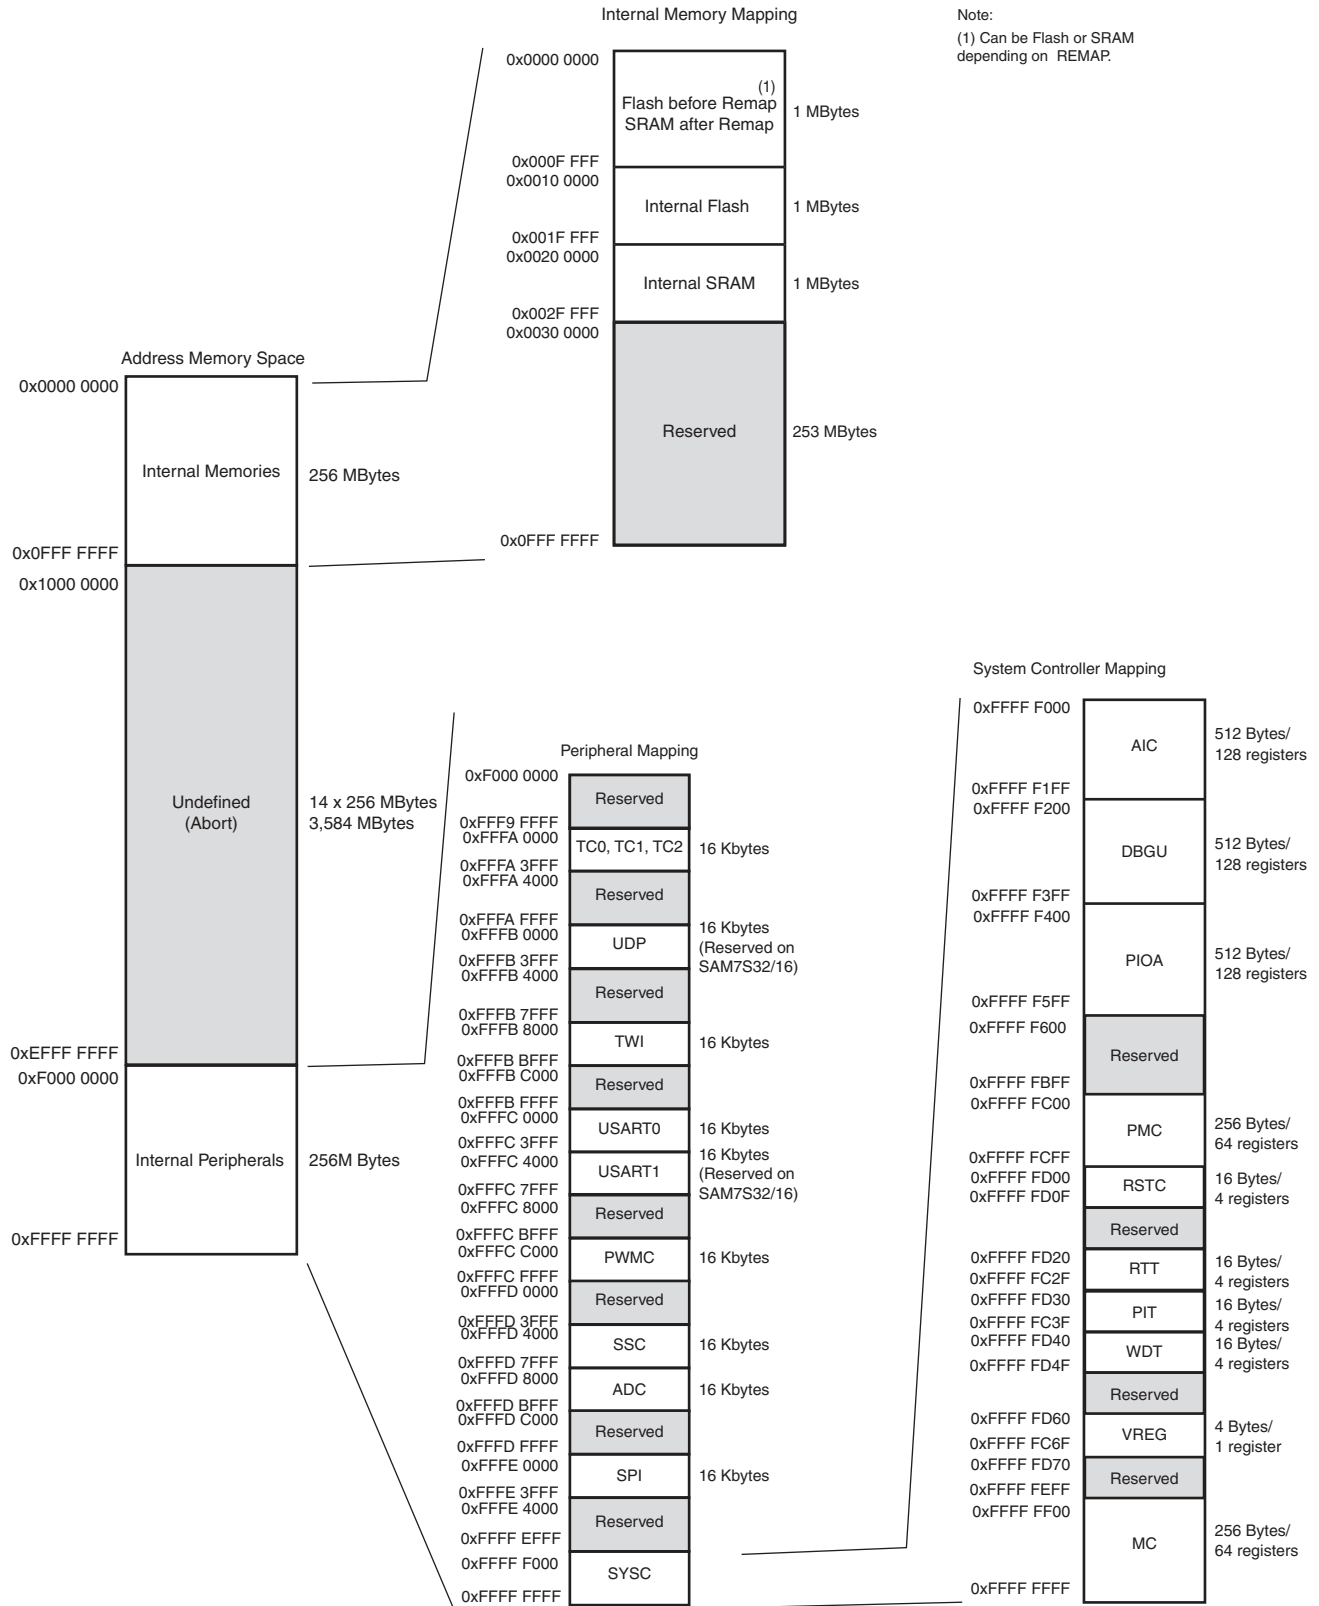 Internal Memory Mapping
Note:
(1) Can be Flash or SRAM
depending on REMAP.
0x0000 0000
(1)
Flash before Remap
SRAM after Remap
1 MBytes
0x000F FFF
0x0010 0000
Internal Flash
1 MBytes
0x001F FFF
0x0020 0000
Internal SRAM
1 MBytes
0x002F FFF
0x0030 0000
Reserved
253 MBytes
0x0FFF FFFF
Address Memory Space
0x0000 0000
Internal Memories
256 MBytes
0x0FFF FFFF
0x1000 0000
Undefined
(Abort)
14 x 256 MBytes
3,584 MBytes
0xEFFF FFFF
0xF000 0000
Internal Peripherals
256M Bytes
0xFFFF FFFF
Peripheral Mapping
0xF000 0000
Reserved
0xFFF9 FFFF
0xFFFA 0000
TC0, TC1, TC2
16 Kbytes
0xFFFA 3FFF
0xFFFA 4000
Reserved
0xFFFA FFFF
0xFFFB 0000
UDP
16 Kbytes
(Reserved on
SAM7S32/16)
0xFFFB 3FFF
0xFFFB 4000
Reserved
0xFFFB 7FFF
0xFFFB 8000
TWI
16 Kbytes
0xFFFB BFFF
0xFFFB C000
Reserved
0xFFFB FFFF
0xFFFC 0000
USART0
16 Kbytes
0xFFFC 3FFF
0xFFFC 4000
USART1
16 Kbytes
(Reserved on
SAM7S32/16)
0xFFFC 7FFF
0xFFFC 8000
Reserved
0xFFFC BFFF
0xFFFC C000
PWMC
16 Kbytes
0xFFFC FFFF
0xFFFD 0000
Reserved
0xFFFD 3FFF
0xFFFD 4000
SSC
16 Kbytes
0xFFFD 7FFF
0xFFFD 8000
ADC
16 Kbytes
0xFFFD BFFF
0xFFFD C000
Reserved
0xFFFD FFFF
0xFFFE 0000
SPI
16 Kbytes
0xFFFE 3FFF
0xFFFE 4000
Reserved
0xFFFF EFFF
0xFFFF F000
SYSC
0xFFFF FFFF
System Controller Mapping
0xFFFF F000
AIC
512 Bytes/
128 registers
0xFFFF F1FF
0xFFFF F200
DBGU
512 Bytes/
128 registers
0xFFFF F3FF
0xFFFF F400
PIOA
512 Bytes/
128 registers
0xFFFF F5FF
0xFFFF F600
Reserved
0xFFFF FBFF
0xFFFF FC00
PMC
256 Bytes/
64 registers
0xFFFF FCFF
0xFFFF FD00
RSTC
16 Bytes/
4 registers
0xFFFF FD0F
Reserved
0xFFFF FD20
RTT
16 Bytes/
4 registers
0xFFFF FC2F
0xFFFF FD30
PIT
16 Bytes/
4 registers
0xFFFF FC3F
0xFFFF FD40
WDT
16 Bytes/
4 registers
0xFFFF FD4F
Reserved
0xFFFF FD60
VREG
4 Bytes/
1 register
0xFFFF FC6F
0xFFFF FD70
Reserved
0xFFFF FEFF
0xFFFF FF00
MC
256 Bytes/
64 registers
0xFFFF FFFF